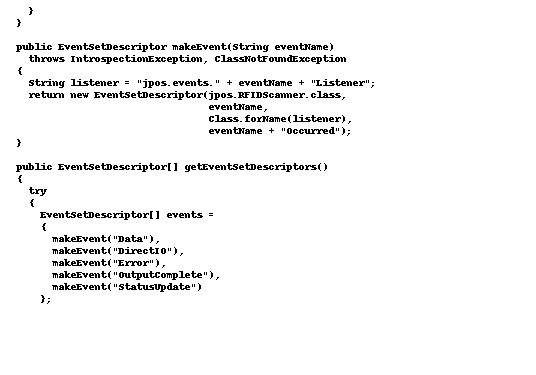 }
  }

  public EventSetDescriptor makeEvent(String eventName)
    throws IntrospectionException, ClassNotFoundException
  {
    String listener = "jpos.events." + eventName + "Listener";
    return new EventSetDescriptor(jpos.RFIDScanner.class,
                                  eventName,
                                  Class.forName(listener),
                                  eventName + "Occurred");
  }

  public EventSetDescriptor[] getEventSetDescriptors()
  {
    try
    {
      EventSetDescriptor[] events =
      {
        makeEvent("Data"),
        makeEvent("DirectIO"),
        makeEvent("Error"),
        makeEvent("OutputComplete"),
        makeEvent("StatusUpdate")
      };